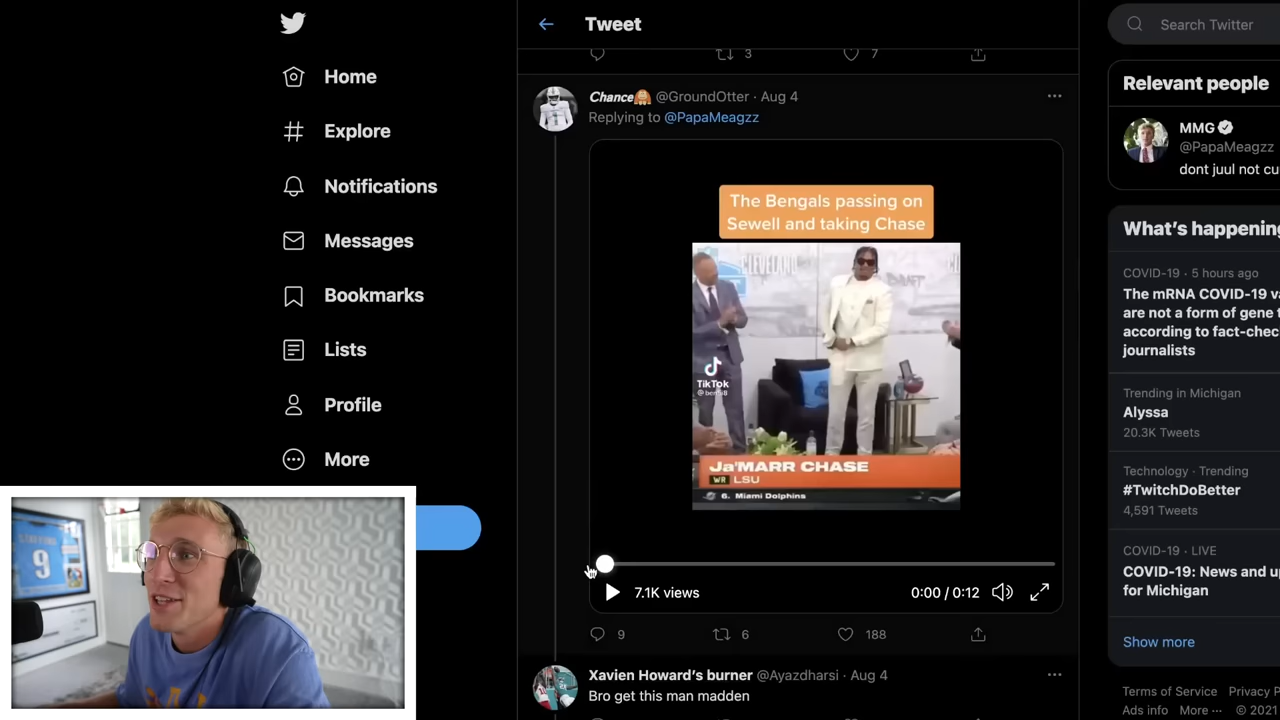 Tweet
Search Twitter
Home
Explore
Notifications
Messages
Bookmarks
Lists
Profile
More
3
7
Chance @GroundOtter · Aug 4
Replying to @PapaMeagzz
The Bengals passing on
Sewell and taking Chase
CLEVELAND
DRAFT
TikTok
Ja'MARR CHASE
WR LSU
6. Miami Dolphins
7.1K views
0:00 / 0:12
9
6
188
Xavien Howard's burner @Ayazdharsi · Aug 4
Bro get this man madden
Relevant people
MMG
@PapaMeagzz
dont juul not cu
What's happening
COVID-19 · 5 hours ago
The mRNA COVID-19 va
are not a form of gene t
according to fact-chec
journalists
Trending in Michigan
Alyssa
20.3K Tweets
Technology · Trending
#TwitchDoBetter
4,591 Tweets
COVID-19 · LIVE
COVID-19: News and up
for Michigan
Show more
Terms of Service Privacy P
Ad info More ··· © 2021
9